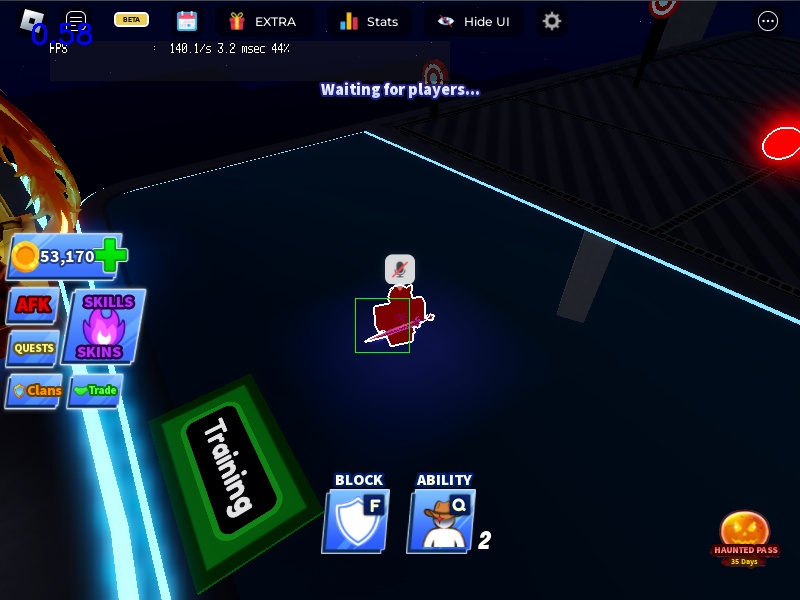 BETA
EXTRA
Stats
Hide UI
0.58
FPS : 140.1/s 3.2 msec 44%
Waiting for players...
53,170
AFK
SKILLS
SKINS
QUESTS
Clans
Trade
Training
BLOCK
F
ABILITY
Q
2
HAUNTED PASS
35 Days